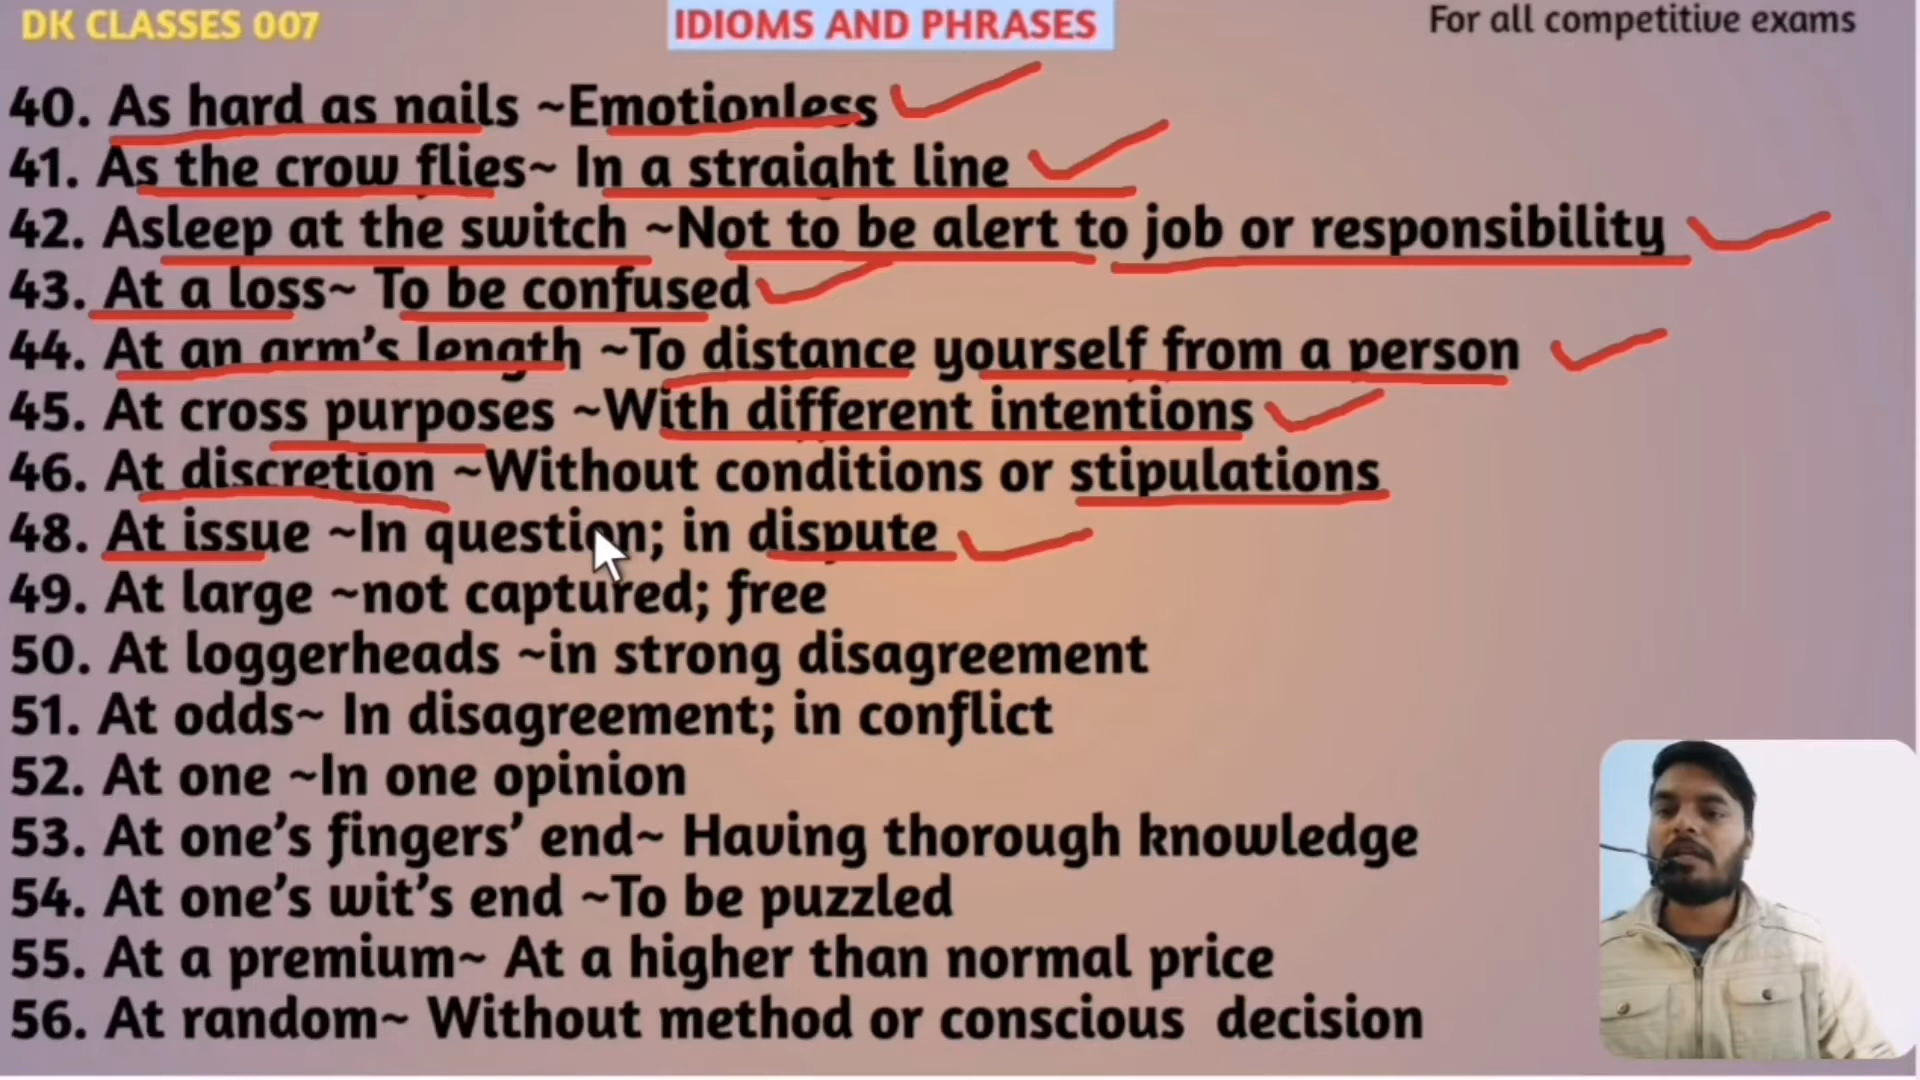 DK CLASSES 007
IDIOMS AND PHRASES
For all competitive exams
40. As hard as nails ~Emotionless
41. As the crow flies~ In a straight line
42. Asleep at the switch ~Not to be alert to job or responsibility
43. At a loss~ To be confused
44. At an arm's length ~To distance yourself from a person
45. At cross purposes ~With different intentions
46. At discretion ~Without conditions or stipulations
48. At issue ~In question; in dispute
49. At large ~not captured; free
50. At loggerheads ~in strong disagreement
51. At odds~ In disagreement; in conflict
52. At one ~In one opinion
53. At one's fingers' end~ Having thorough knowledge
54. At one's wit's end ~To be puzzled
55. At a premium~ At a higher than normal price
56. At random~ Without method or conscious decision